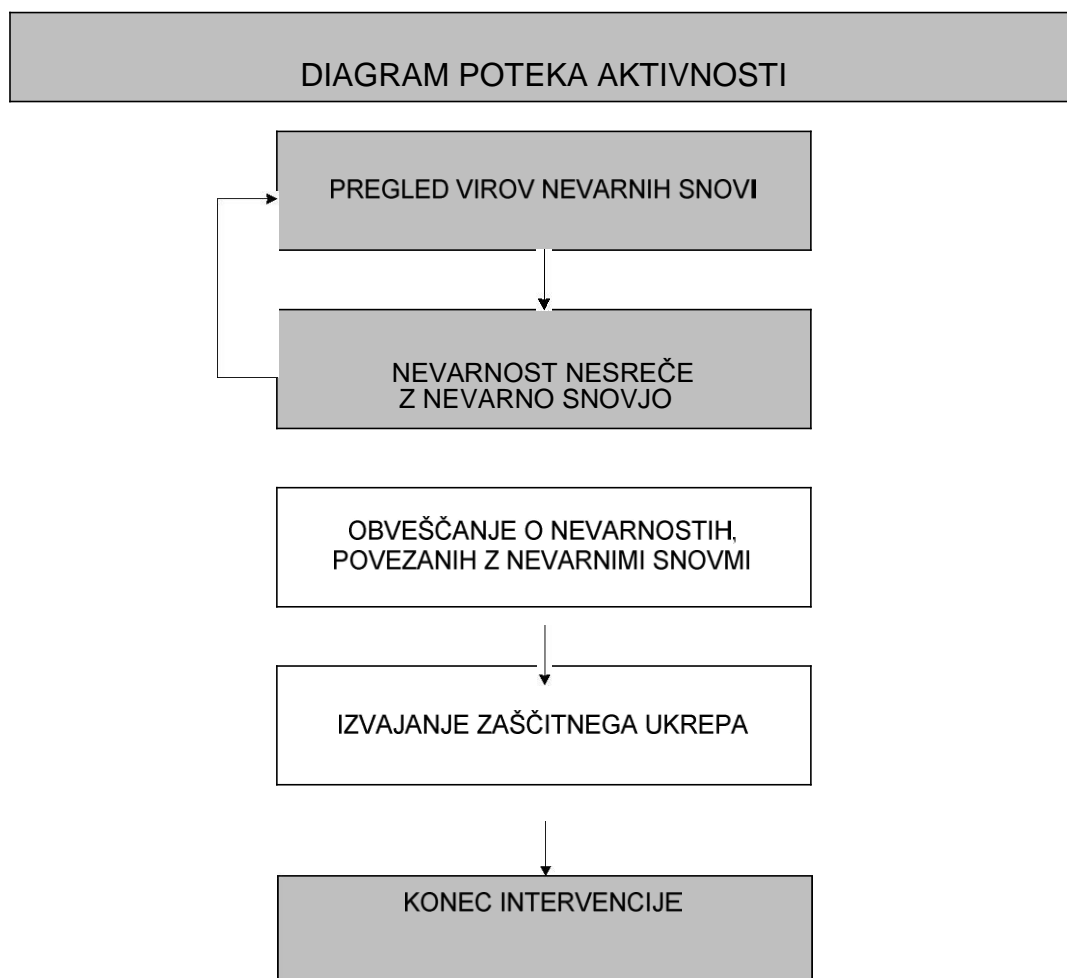 DIAGRAM POTEKA AKTIVNOSTI
PREGLED VIROV NEVARNIH SNOVI
NEVARNOST NESREČE
Z NEVARNO SNOVJO
OBVEŠČANJE O NEVARNOSTIH,
POVEZANIH Z NEVARNIMI SNOVMI
IZVAJANJE ZAŠČITNEGA UKREPA
KONEC INTERVENCIJE